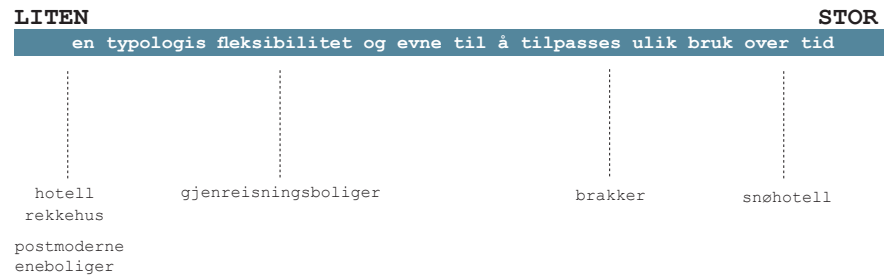 LITEN STOR
en typologis fleksibilitet og evne til å tilpasses ulik bruk over tid
hotell
rekkehus
postmoderne
eneboliger
gjenreisningsboliger
brakker
snøhotell